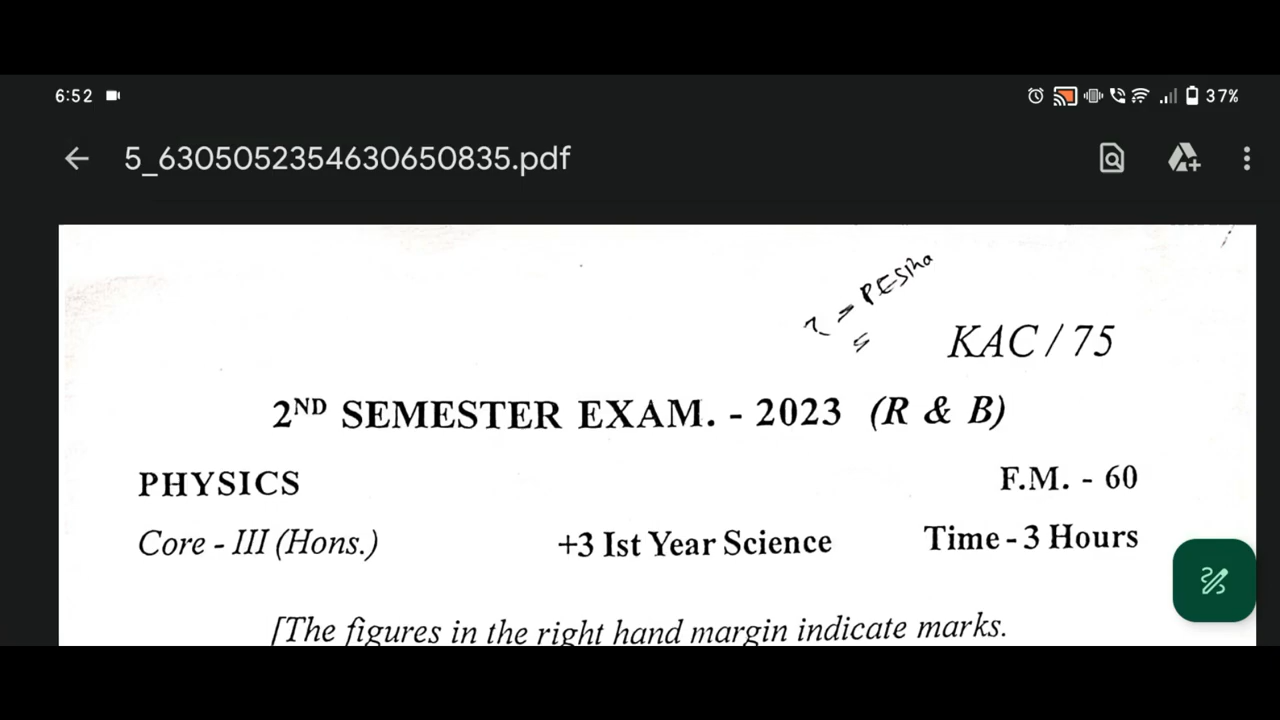 6:52 37%
5_6305052354630650835.pdf
KAC / 75
2ND SEMESTER EXAM. - 2023 (R & B)
PHYSICS F.M. - 60
Core - III (Hons.) +3 Ist Year Science Time - 3 Hours
[The figures in the right hand margin indicate marks.